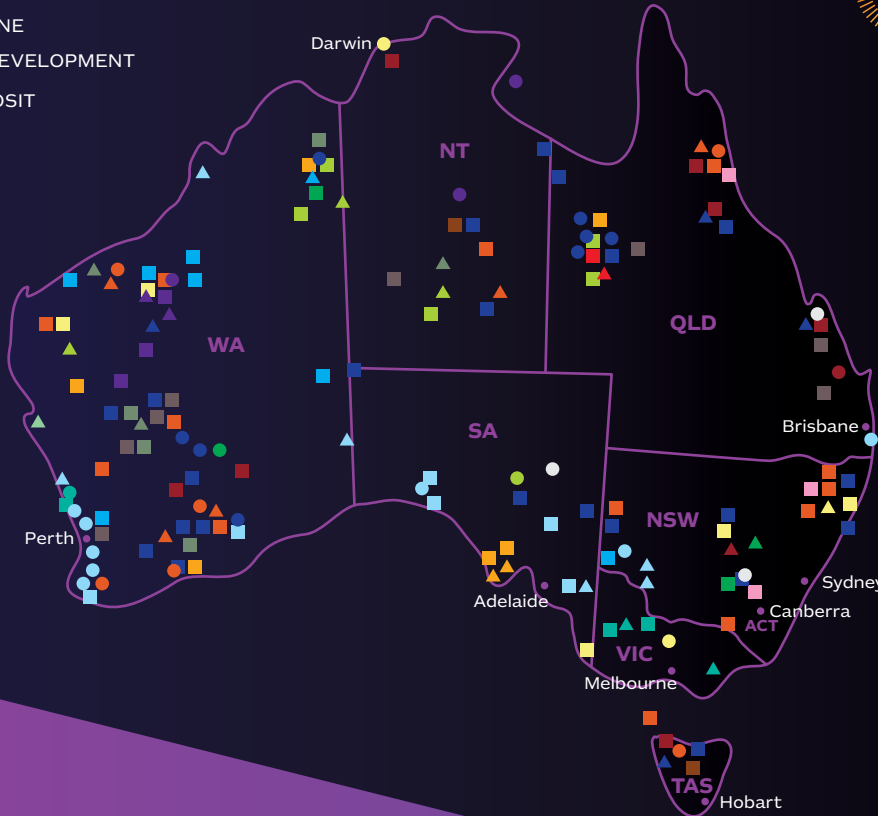 NE
EVELOPMENT
OSIT
Darwin
NT
QLD
WA
Brisbane
SA
NSW
Perth
Sydney
Adelaide
Canberra
ACT
VIC
Melbourne
TAS
Hobart